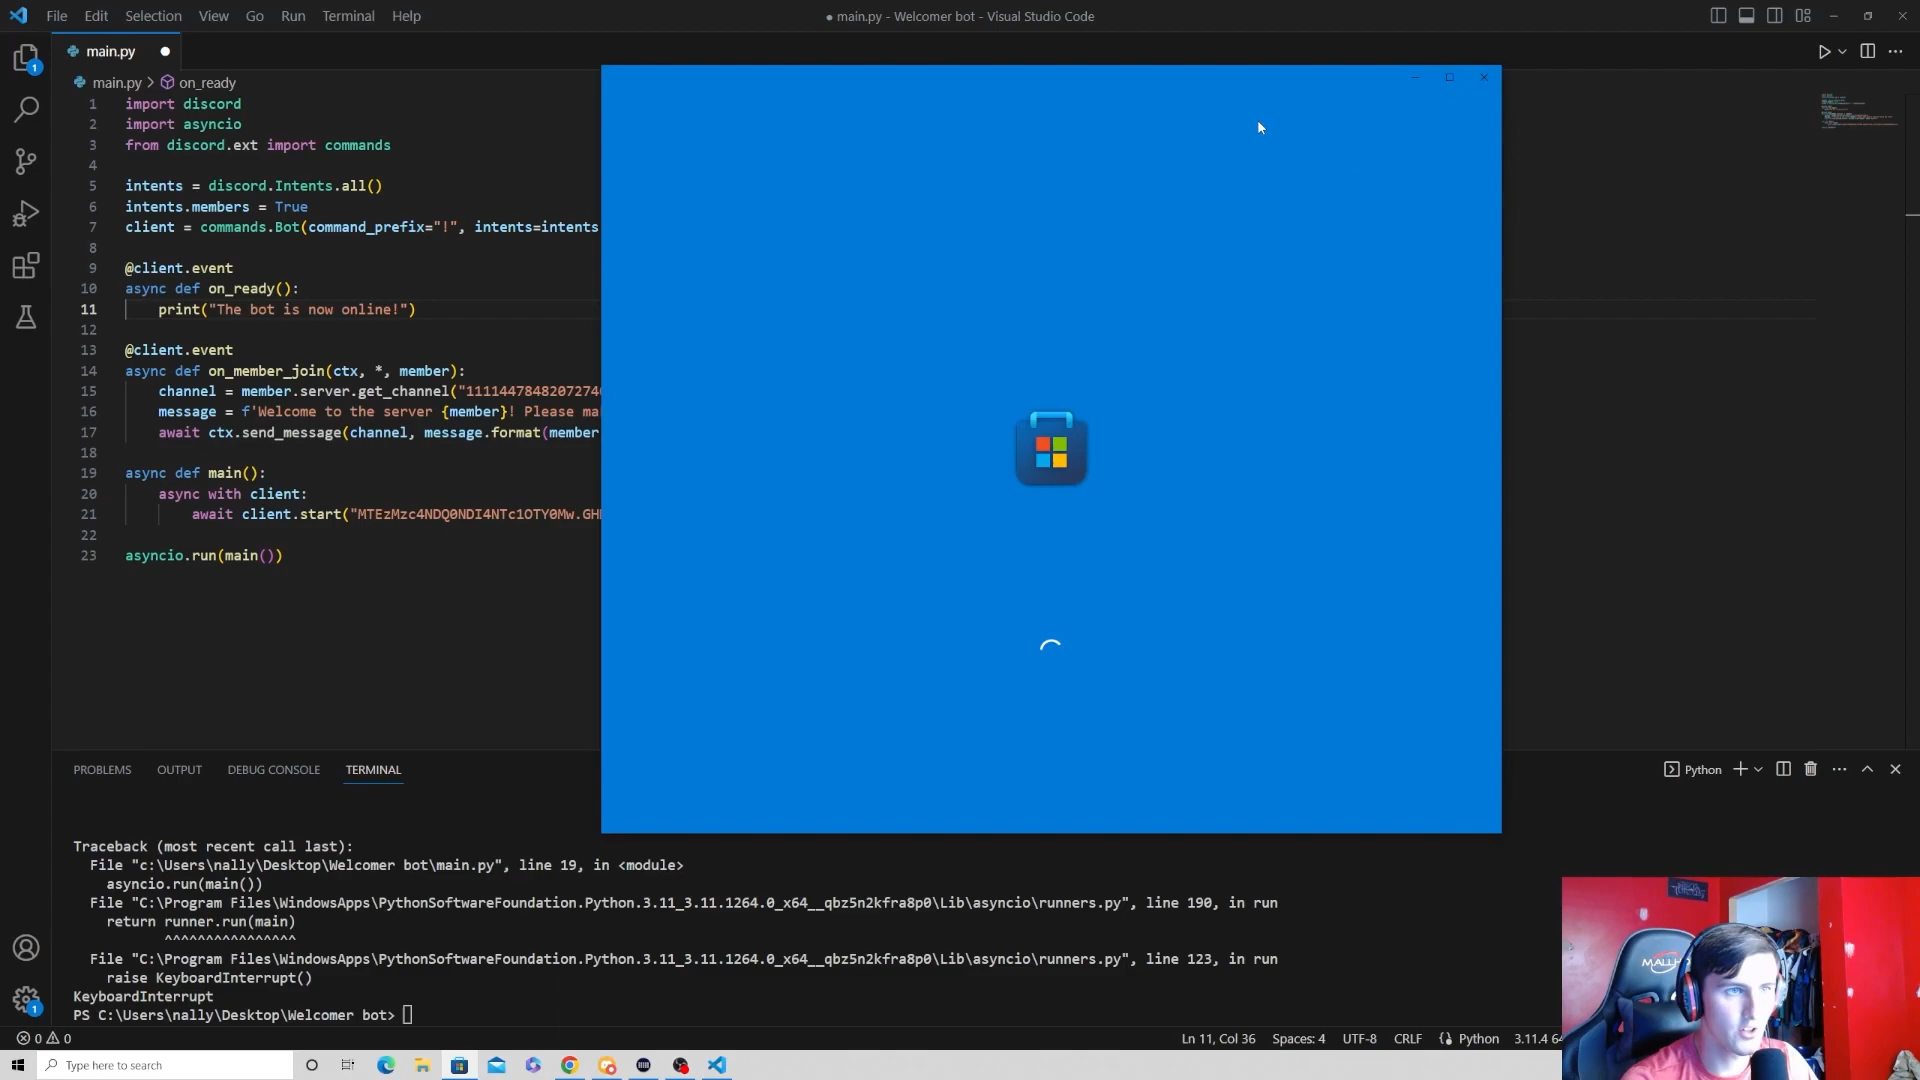 File Edit Selection View Go Run Terminal Help
● main.py - Welcomer bot - Visual Studio Code
main.py
main.py > on_ready
1 import discord
2 import asyncio
3 from discord.ext import commands
4
5 intents = discord.Intents.all()
6 intents.members = True
7 client = commands.Bot(command_prefix="!", intents=intents
8
9 @client.event
10 async def on_ready():
11 print("The bot is now online!")
12
13 @client.event
14 async def on_member_join(ctx, *, member):
15 channel = member.server.get_channel("1111447848207274
16 message = f'Welcome to the server {member}! Please ma
17 await ctx.send_message(channel, message.format(member
18
19 async def main():
20 async with client:
21 await client.start("MTEzMzc4NDQ0NDI4NTc1OTY0Mw.GH
22
23 asyncio.run(main())
1
PROBLEMS OUTPUT DEBUG CONSOLE TERMINAL
Python
Traceback (most recent call last):
File "c:\Users\nally\Desktop\Welcomer bot\main.py", line 19, in <module>
asyncio.run(main())
File "C:\Program Files\WindowsApps\PythonSoftwareFoundation.Python.3.11_3.11.1264.0_x64__qbz5n2kfra8p0\Lib\asyncio\runners.py", line 190, in run
return runner.run(main)
^^^^^^^^^^^^^^^^
File "C:\Program Files\WindowsApps\PythonSoftwareFoundation.Python.3.11_3.11.1264.0_x64__qbz5n2kfra8p0\Lib\asyncio\runners.py", line 123, in run
raise KeyboardInterrupt()
KeyboardInterrupt
PS C:\Users\nally\Desktop\Welcomer bot>
1
0 0
Ln 11, Col 36 Spaces: 4 UTF-8 CRLF Python 3.11.4 64
Type here to search